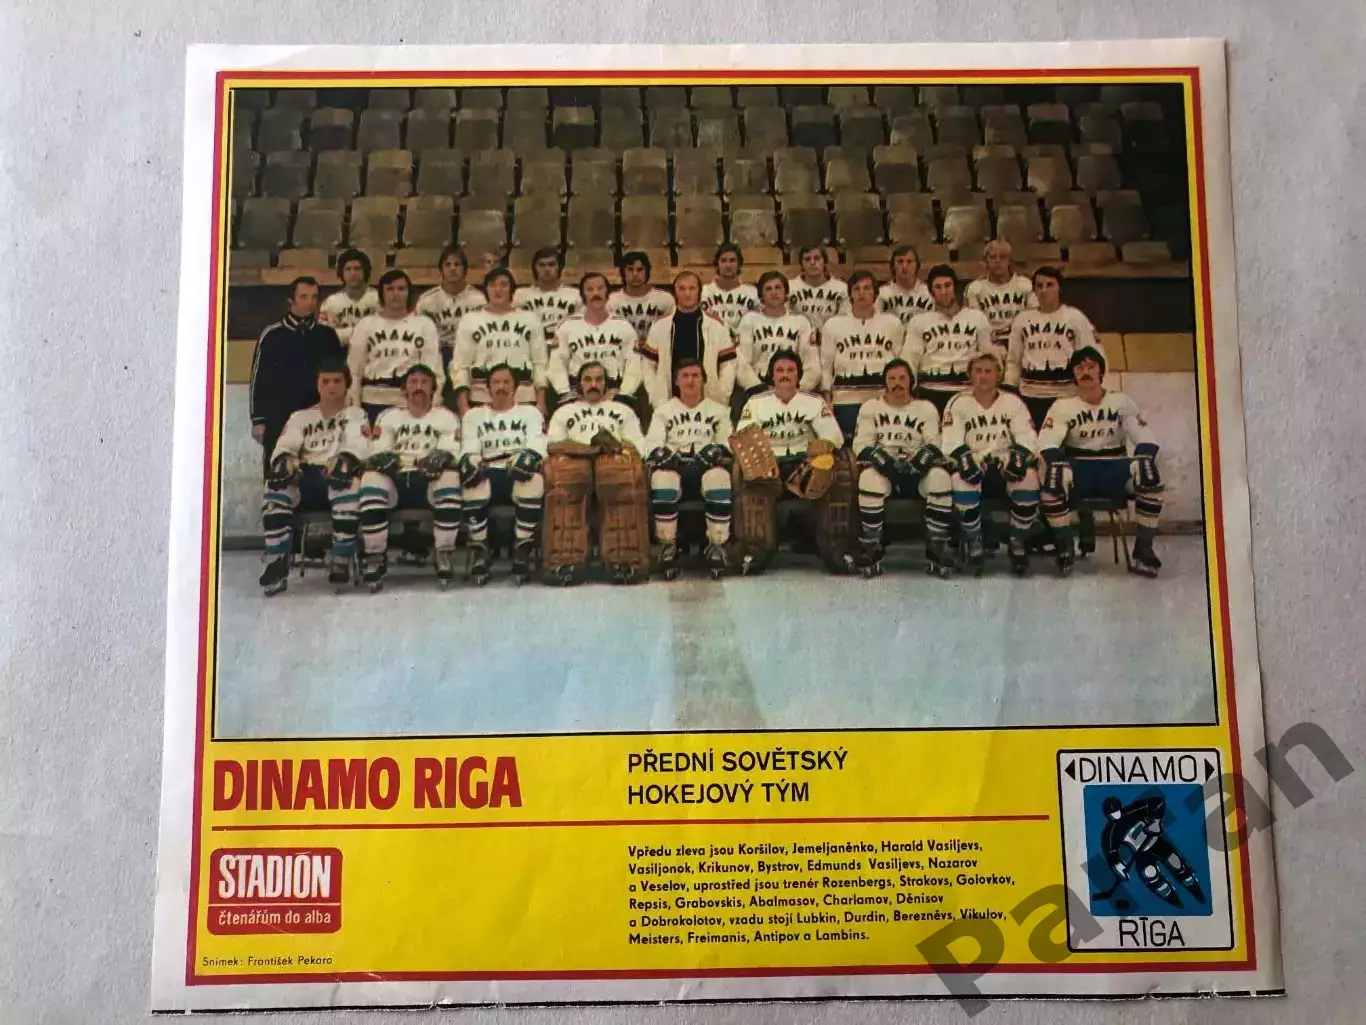 DINAMO RIGA
PŘEDNÍ SOVĚTSKÝ
HOKEJOVÝ TÝM
STADIÓN
čtenářům do alba
Snímek: František Pekaro
Vpředu zleva jsou Koršilov, Jemeljaněnko, Harald Vasiljevs,
Vasiljonok, Krikunov, Bystrov, Edmunds Vasiljevs, Nazarov
a Veselov, uprostřed jsou trenér Rozenbergs, Strakovs, Golovkov,
Repsis, Grabovskis, Abalmasov, Charlamov, Děnisov
a Dobrokolotov, vzadu stojí Lubkin, Durdin, Berezněvs, Vikulov,
Meisters, Freimanis, Antipov a Lambins.
DINAMO
RĪGA
Partan